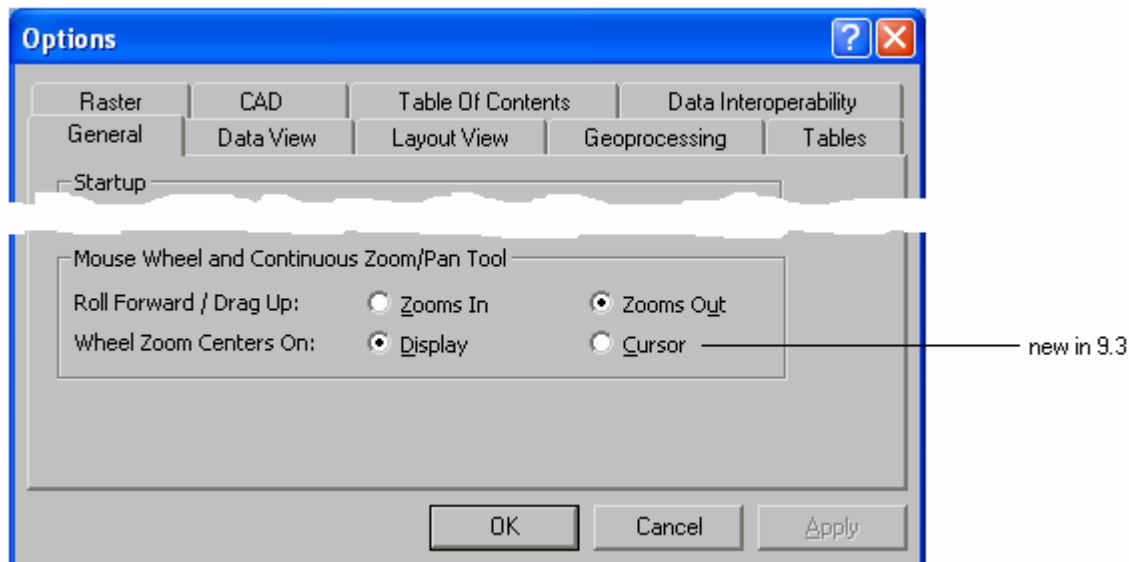 Options
Raster CAD Table Of Contents Data Interoperability
General Data View Layout View Geoprocessing Tables
Startup
Mouse Wheel and Continuous Zoom/Pan Tool
Roll Forward / Drag Up: Zooms In Zooms Out
Wheel Zoom Centers On: Display Cursor new in 9.3
OK Cancel Apply